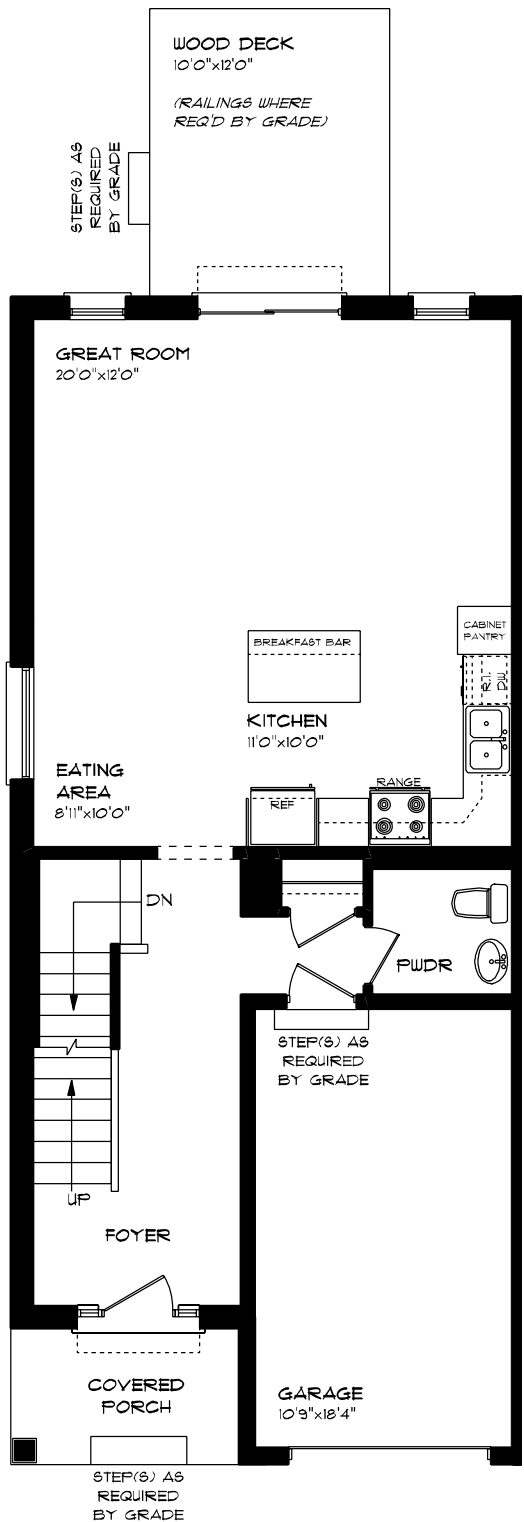 WOOD DECK
10'0"x12'0"
(RAILINGS WHERE
REQ'D BY GRADE)
STEP(S) AS
REQUIRED
BY GRADE
GREAT ROOM
20'0"x12'0"
CABINET
PANTRY
BREAKFAST BAR
R.I.
DW
KITCHEN
11'0"x10'0"
EATING
AREA
8'11"x10'0"
REF
RANGE
DN
PWDR
STEP(S) AS
REQUIRED
BY GRADE
UP
FOYER
COVERED
PORCH
GARAGE
10'9"x18'4"
STEP(S) AS
REQUIRED
BY GRADE